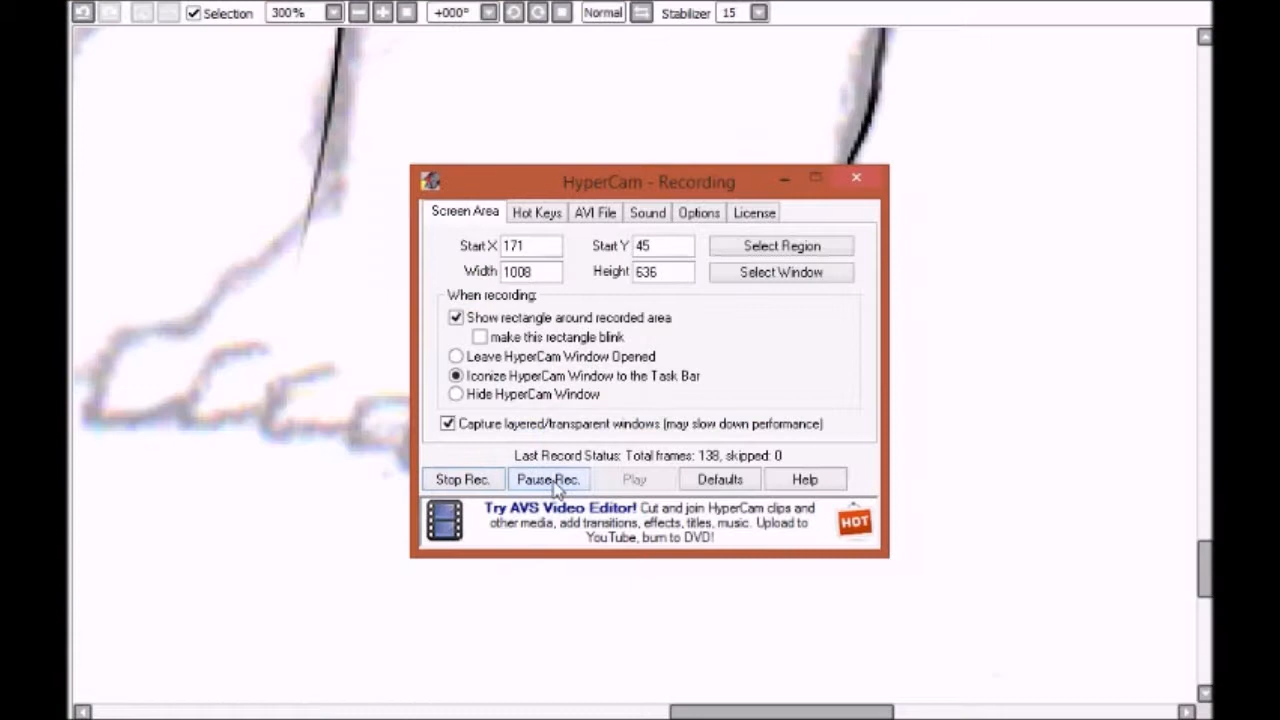 Selection 300% +000° Normal Stabilizer 15
HyperCam - Recording
Screen Area Hot Keys AVI File Sound Options License
Start X 171 Start Y 45 Select Region
Width 1008 Height 636 Select Window
When recording:
Show rectangle around recorded area
make this rectangle blink
Leave HyperCam Window Opened
Iconize HyperCam Window to the Task Bar
Hide HyperCam Window
Capture layered/transparent windows (may slow down performance)
Last Record Status: Total frames: 138, skipped: 0
Stop Rec. Pause Rec. Play Defaults Help
Try AVS Video Editor! Cut and join HyperCam clips and
other media, add transitions, effects, titles, music. Upload to
YouTube, burn to DVD!
HOT